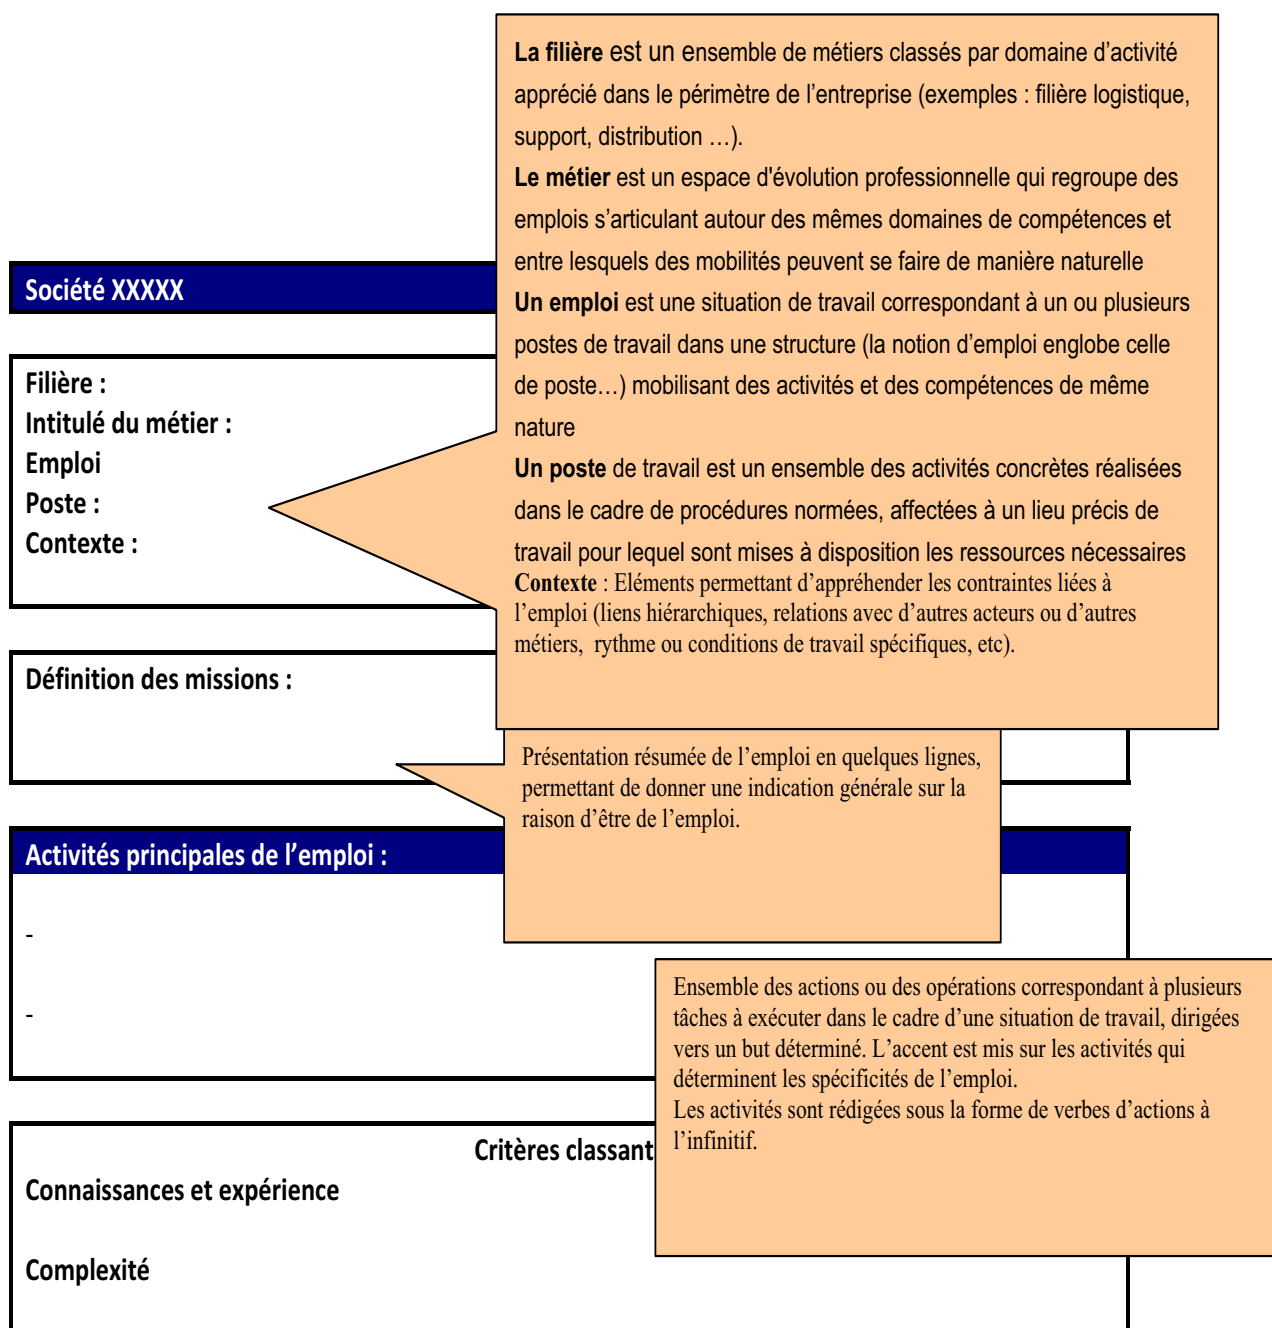 La filière est un ensemble de métiers classés par domaine d’activité
apprécié dans le périmètre de l’entreprise (exemples : filière logistique,
support, distribution …).
Le métier est un espace d'évolution professionnelle qui regroupe des
emplois s’articulant autour des mêmes domaines de compétences et
entre lesquels des mobilités peuvent se faire de manière naturelle
Un emploi est une situation de travail correspondant à un ou plusieurs
postes de travail dans une structure (la notion d’emploi englobe celle
de poste…) mobilisant des activités et des compétences de même
nature
Un poste de travail est un ensemble des activités concrètes réalisées
dans le cadre de procédures normées, affectées à un lieu précis de
travail pour lequel sont mises à disposition les ressources nécessaires
Contexte : Eléments permettant d’appréhender les contraintes liées à
l’emploi (liens hiérarchiques, relations avec d’autres acteurs ou d’autres
métiers, rythme ou conditions de travail spécifiques, etc).
Société XXXXX
Filière :
Intitulé du métier :
Emploi
Poste :
Contexte :
Définition des missions :
Présentation résumée de l’emploi en quelques lignes,
permettant de donner une indication générale sur la
raison d’être de l’emploi.
Activités principales de l’emploi :
-
-
Ensemble des actions ou des opérations correspondant à plusieurs
tâches à exécuter dans le cadre d’une situation de travail, dirigées
vers un but déterminé. L’accent est mis sur les activités qui
déterminent les spécificités de l’emploi.
Les activités sont rédigées sous la forme de verbes d’actions à
l’infinitif.
Critères classant
Connaissances et expérience
Complexité